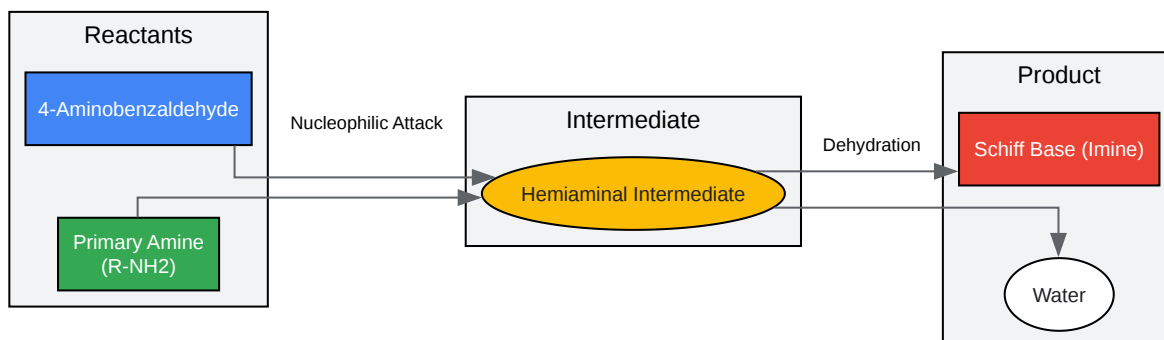 Reactants
4-Aminobenzaldehyde
Primary Amine
(R-NH2)
Nucleophilic Attack
Intermediate
Hemiaminal Intermediate
Dehydration
Product
Schiff Base (Imine)
Water